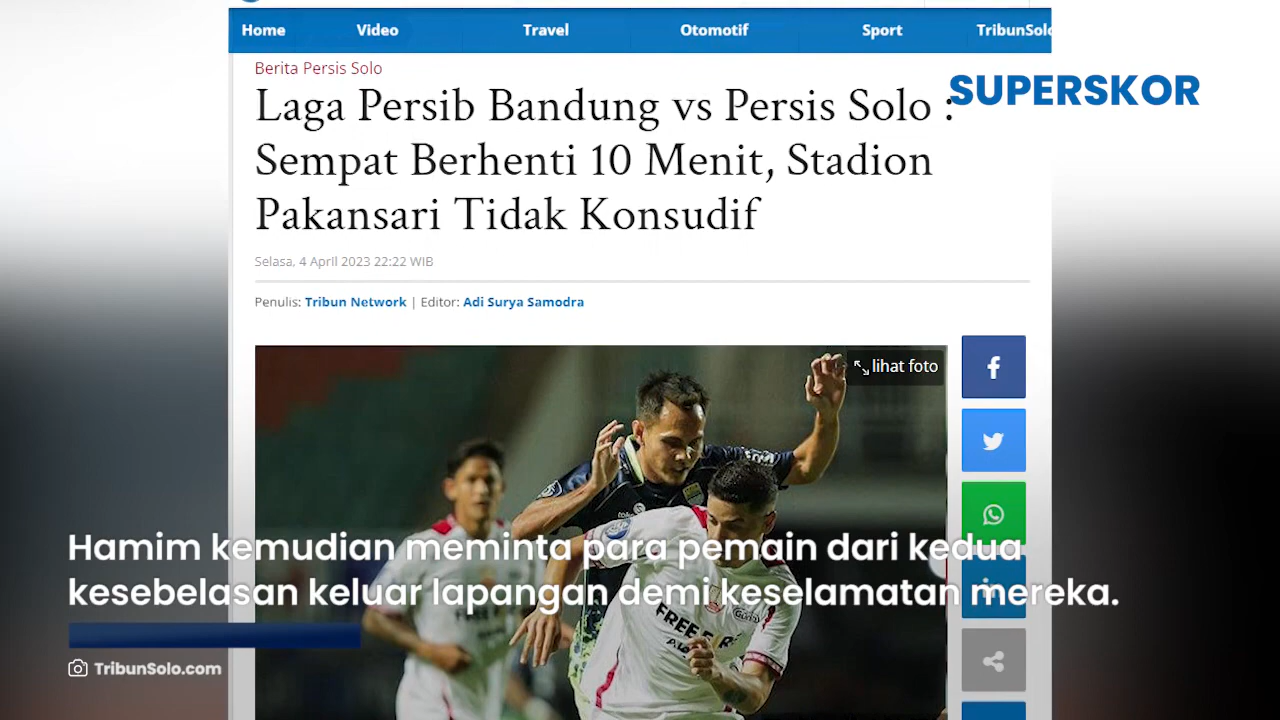 Home Video Travel Otomotif Sport TribunSolo
Berita Persis Solo
SUPERSKOR
Laga Persib Bandung vs Persis Solo :
Sempat Berhenti 10 Menit, Stadion
Pakansari Tidak Konsudif
Selasa, 4 April 2023 22:22 WIB
Penulis: Tribun Network | Editor: Adi Surya Samodra
lihat foto
Hamim kemudian meminta para pemain dari kedua
kesebelasan keluar lapangan demi keselamatan mereka.
FREE FIRE
TribunSolo.com